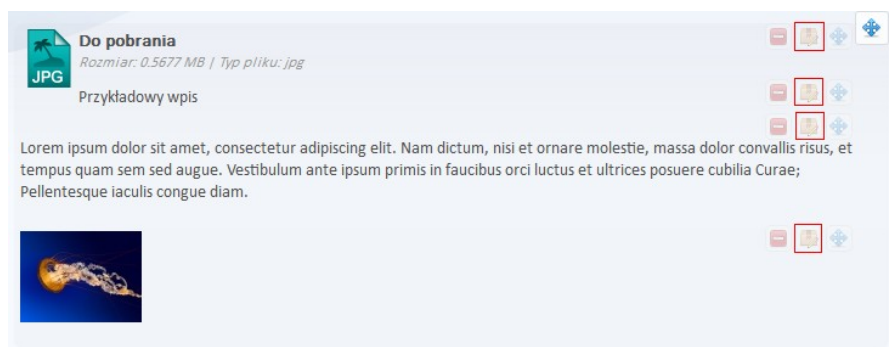 Do pobrania
Rozmiar: 0.5677 MB | Typ pliku: jpg
JPG
Przykładowy wpis
Lorem ipsum dolor sit amet, consectetur adipiscing elit. Nam dictum, nisi et ornare molestie, massa dolor convallis risus, et
tempus quam sem sed augue. Vestibulum ante ipsum primis in faucibus orci luctus et ultrices posuere cubilia Curae;
Pellentesque iaculis congue diam.